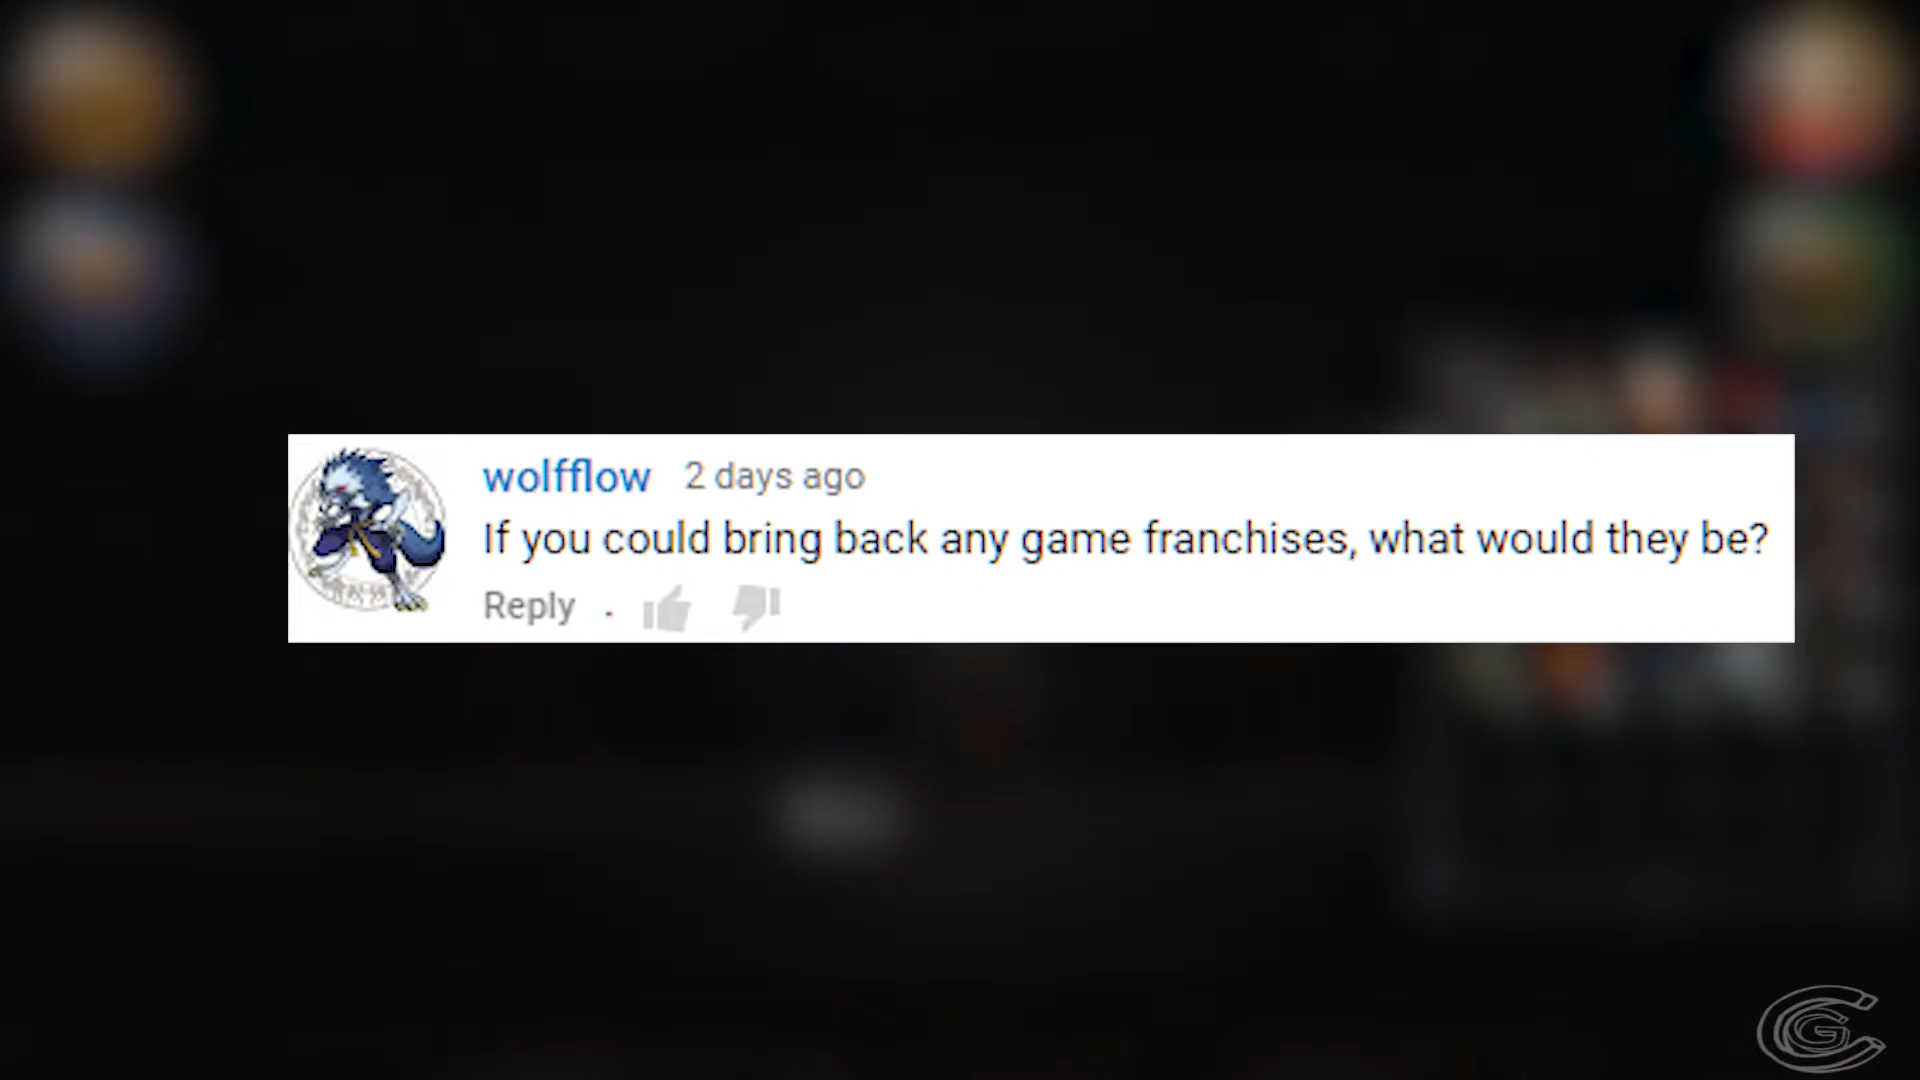 wolfflow 2 days ago
If you could bring back any game franchises, what would they be?
Reply .